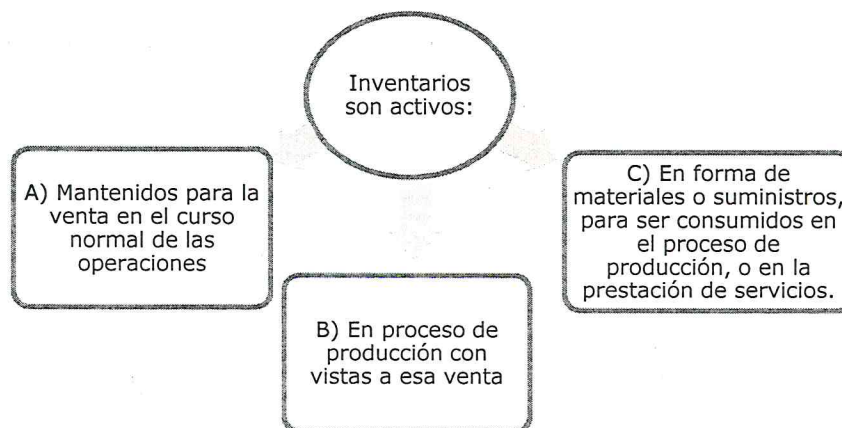 Inventarios
son activos:
A) Mantenidos para la
venta en el curso
normal de las
operaciones
B) En proceso de
producción con
vistas a esa venta
C) En forma de
materiales o suministros,
para ser consumidos en
el proceso de
producción, o en la
prestación de servicios.